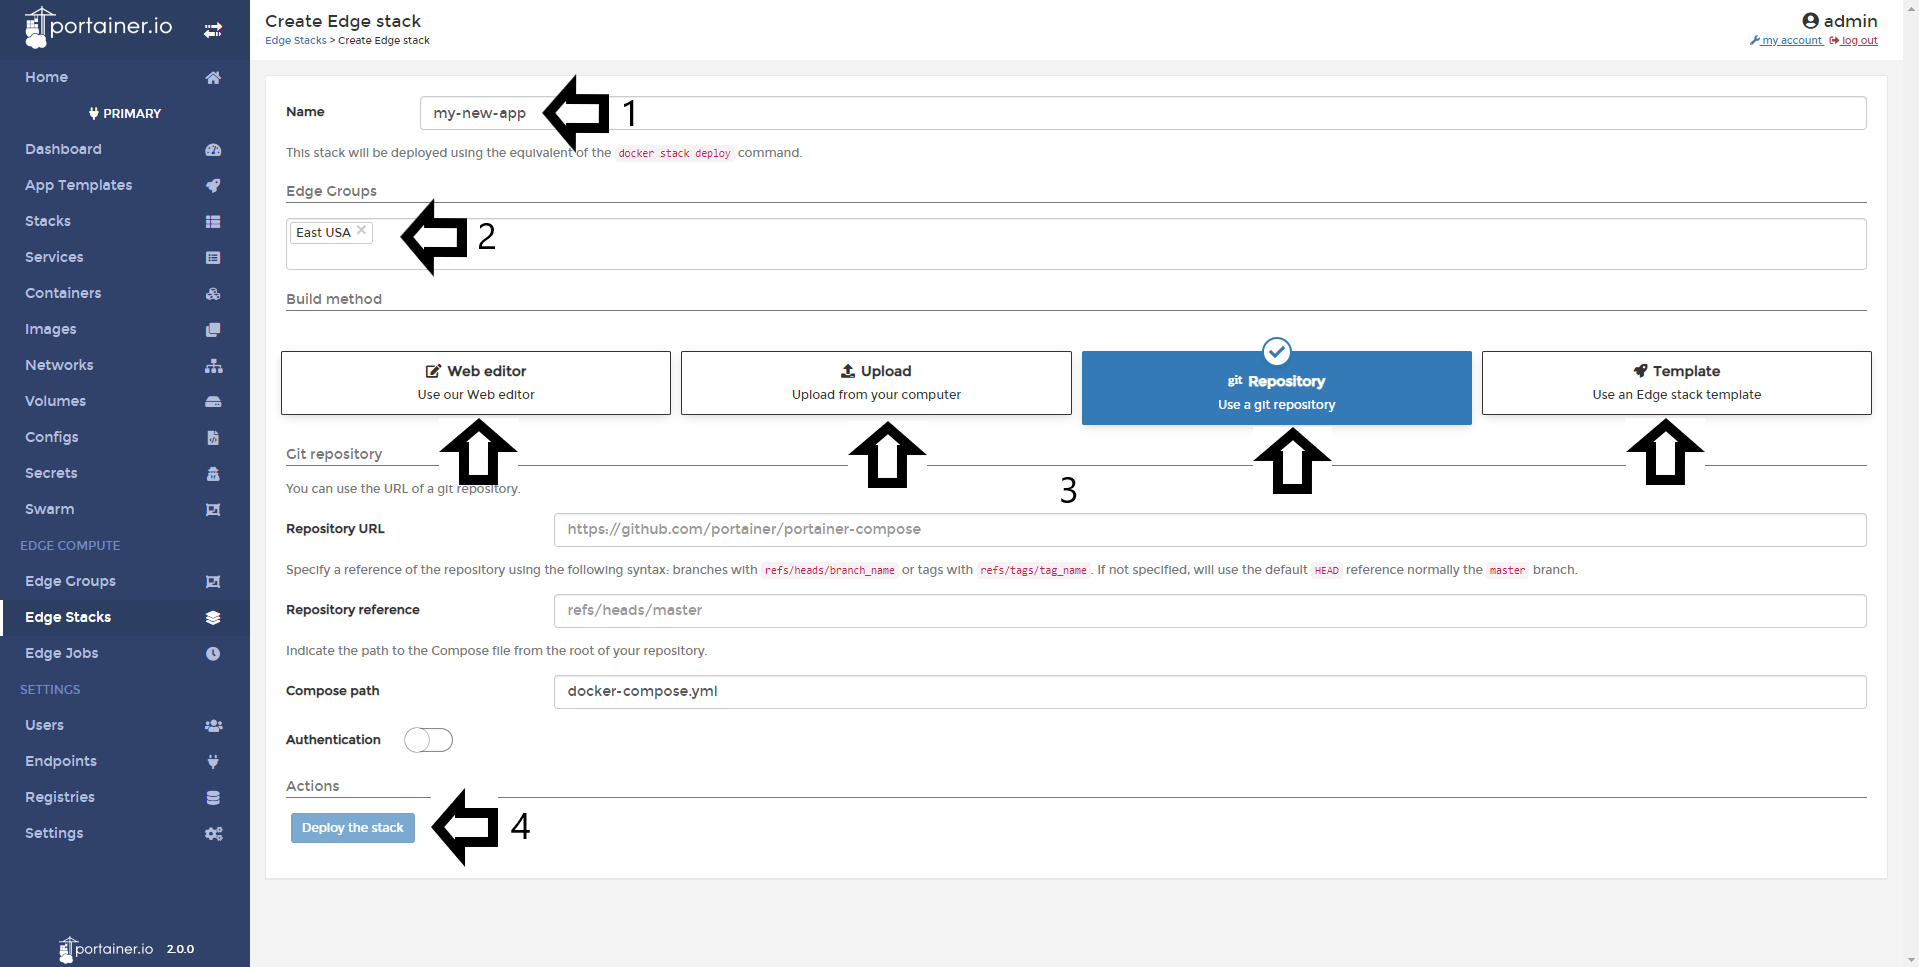 portainer.io
Home
PRIMARY
Dashboard
App Templates
Stacks
Services
Containers
Images
Networks
Volumes
Configs
Secrets
Swarm
EDGE COMPUTE
Edge Groups
Edge Stacks
Edge Jobs
SETTINGS
Users
Endpoints
Registries
Settings
portainer.io 2.0.0
Create Edge stack
Edge Stacks > Create Edge stack
admin
my account log out
Name my-new-app 1
This stack will be deployed using the equivalent of the docker stack deploy command.
Edge Groups
East USA × 2
Build method
Web editor
Use our Web editor
Upload
Upload from your computer
git Repository
Use a git repository
Template
Use an Edge stack template
Git repository
You can use the URL of a git repository.
3
Repository URL https://github.com/portainer/portainer-compose
Specify a reference of the repository using the following syntax: branches with refs/heads/branch_name or tags with refs/tags/tag_name. If not specified, will use the default HEAD reference normally the master branch.
Repository reference refs/heads/master
Indicate the path to the Compose file from the root of your repository.
Compose path docker-compose.yml
Authentication
Actions
Deploy the stack 4